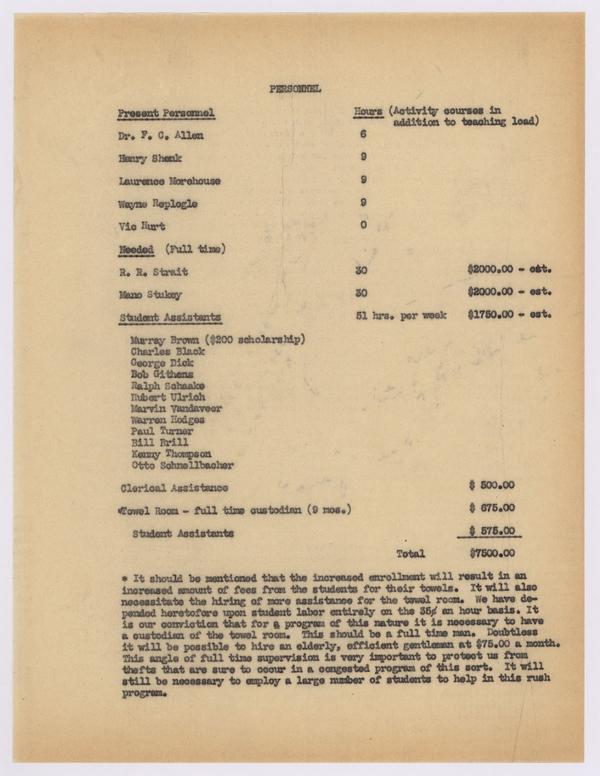 PERSONNEL
Present Personnel Hours (Activity courses in
addition to teaching load)
Dr. F. C. Allen 6
Henry Shenk 9
Laurence Morehouse 9
Wayne Replogle 9
Vic Hurt 0
Needed (Full time)
R. R. Strait 30 $2000.00 - est.
Mano Stukey 30 $2000.00 - est.
Student Assistants 51 hrs. per week $1750.00 - est.
Murray Brown ($200 scholarship)
Charles Black
George Dick
Bob Githens
Ralph Schaake
Hubert Ulrich
Marvin Vandaveer
Warren Hodges
Paul Turner
Bill Brill
Kenny Thompson
Otto Schnellbacher
Clerical Assistance $ 500.00
*Towel Room - full time custodian (9 mos.) $ 675.00
Student Assistants $ 575.00
Total $7500.00
* It should be mentioned that the increased enrollment will result in an
increased amount of fees from the students for their towels. It will also
necessitate the hiring of more assistance for the towel room. We have de-
pended heretofore upon student labor entirely on the 35¢ an hour basis. It
is our conviction that for a program of this nature it is necessary to have
a custodian of the towel room. This should be a full time man. Doubtless
it will be possible to hire an elderly, efficient gentleman at $75.00 a month.
This angle of full time supervision is very important to protect us from
thefts that are sure to occur in a congested program of this sort. It will
still be necessary to employ a large number of students to help in this rush
program.